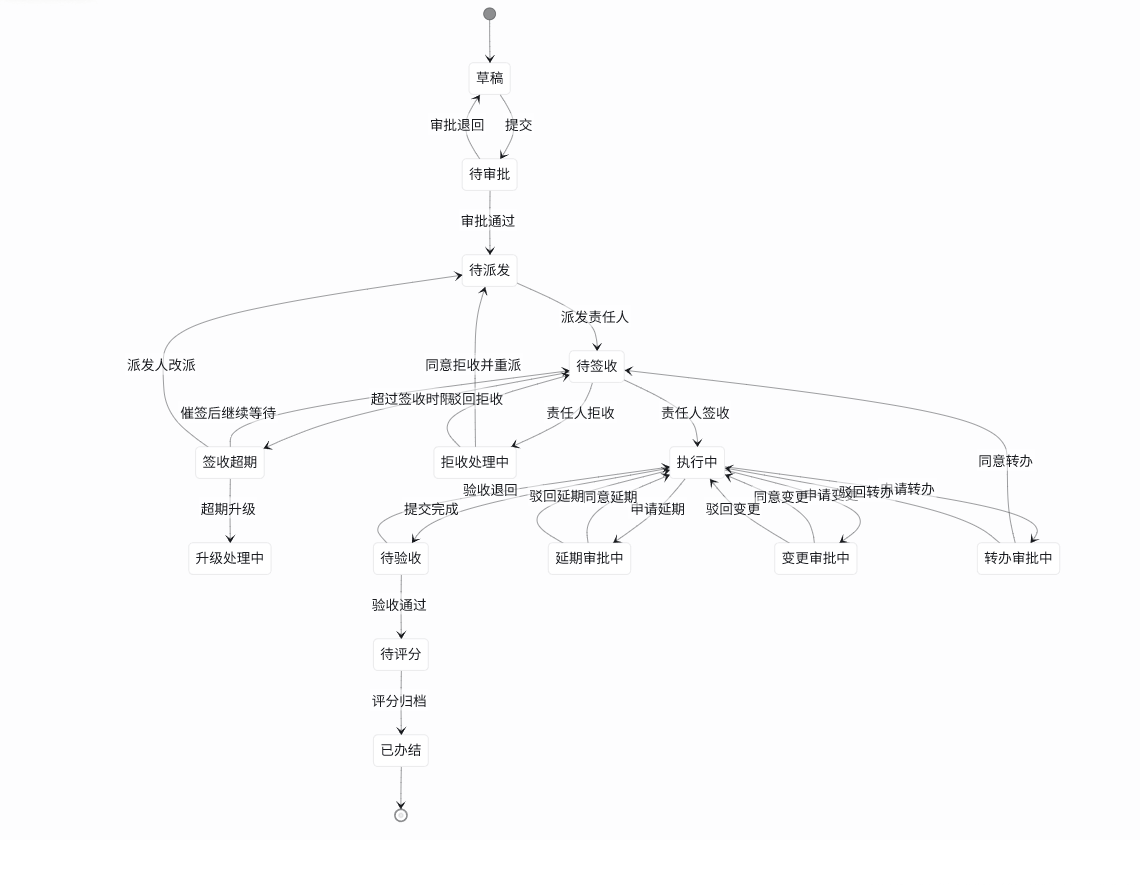 草稿
审批退回
提交
待审批
审批通过
待派发
派发责任人
派发人改派
同意拒收并重派
待签收
超过签收时限
驳回拒收
催签后继续等待
责任人拒收
责任人签收
签收超期
拒收处理中
执行中
同意转办
验收退回
驳回延期
同意延期
同意变更
申请变更
驳回转办
申请转办
超期升级
提交完成
申请延期
驳回变更
升级处理中
待验收
延期审批中
变更审批中
转办审批中
验收通过
待评分
评分归档
已办结